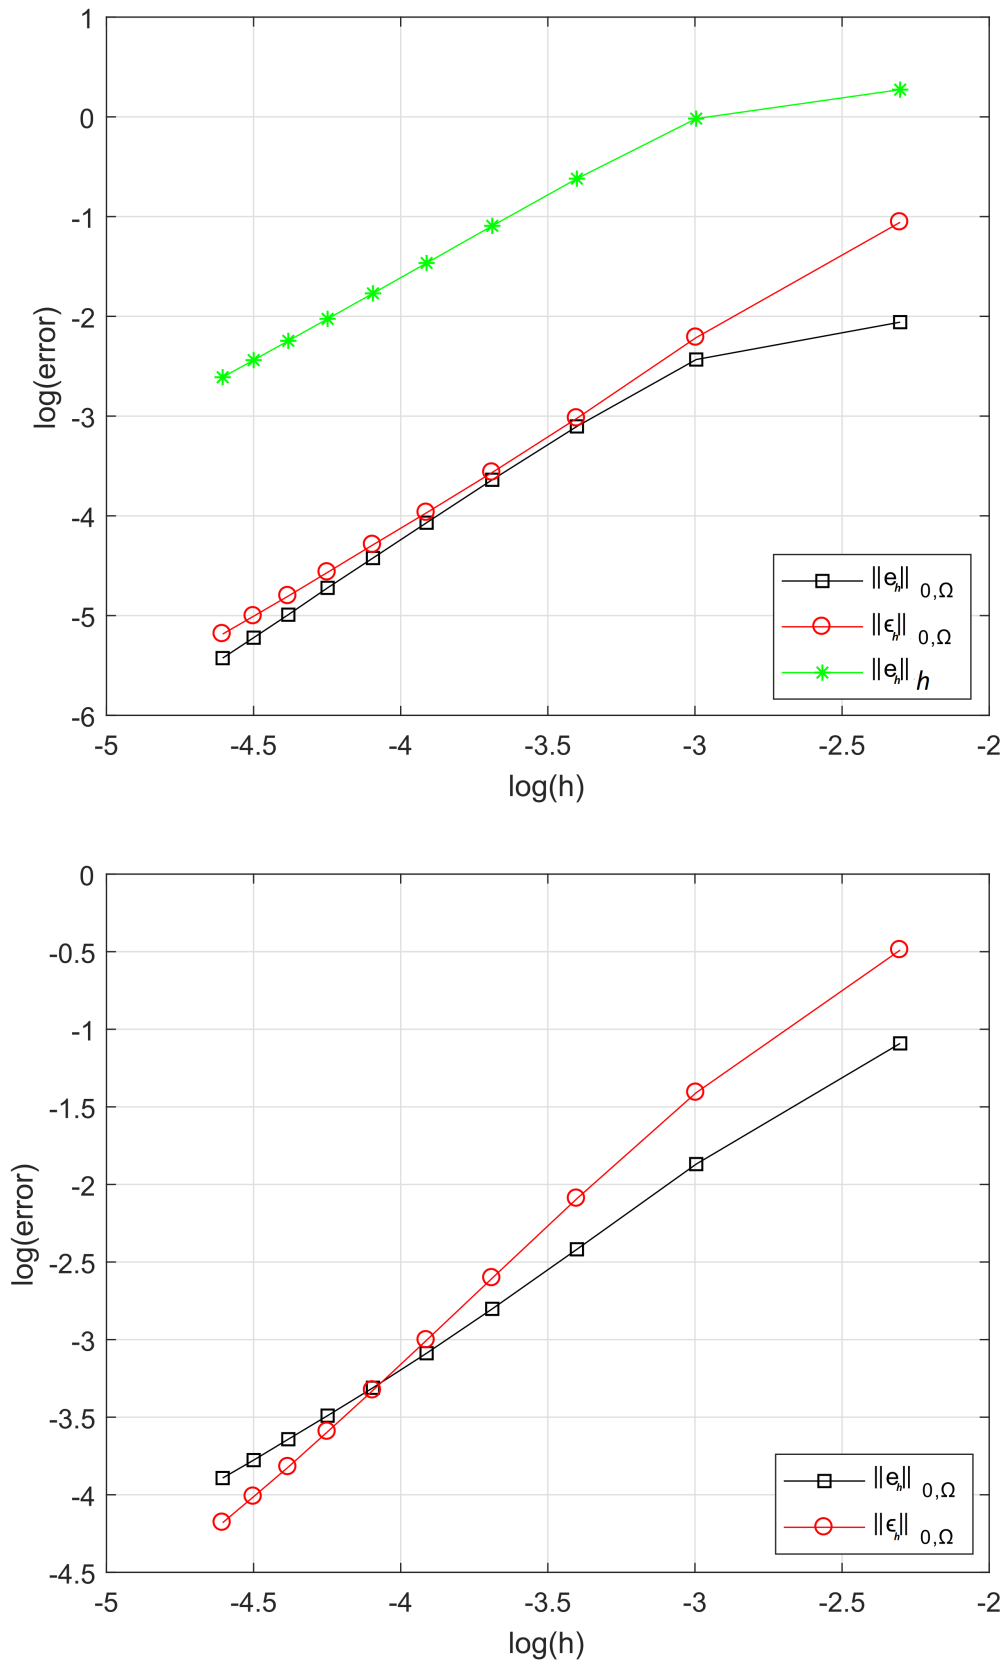 1
0
-1
-2
-3
-4
-5
-6
log(error)
-5 -4.5 -4 -3.5 -3 -2.5 -2
log(h)
||e_h||_{0,Ω}
||ϵ_h||_{0,Ω}
||e_h||_h
0
-0.5
-1
-1.5
-2
-2.5
-3
-3.5
-4
-4.5
log(error)
-5 -4.5 -4 -3.5 -3 -2.5 -2
log(h)
||e_h||_{0,Ω}
||ϵ_h||_{0,Ω}